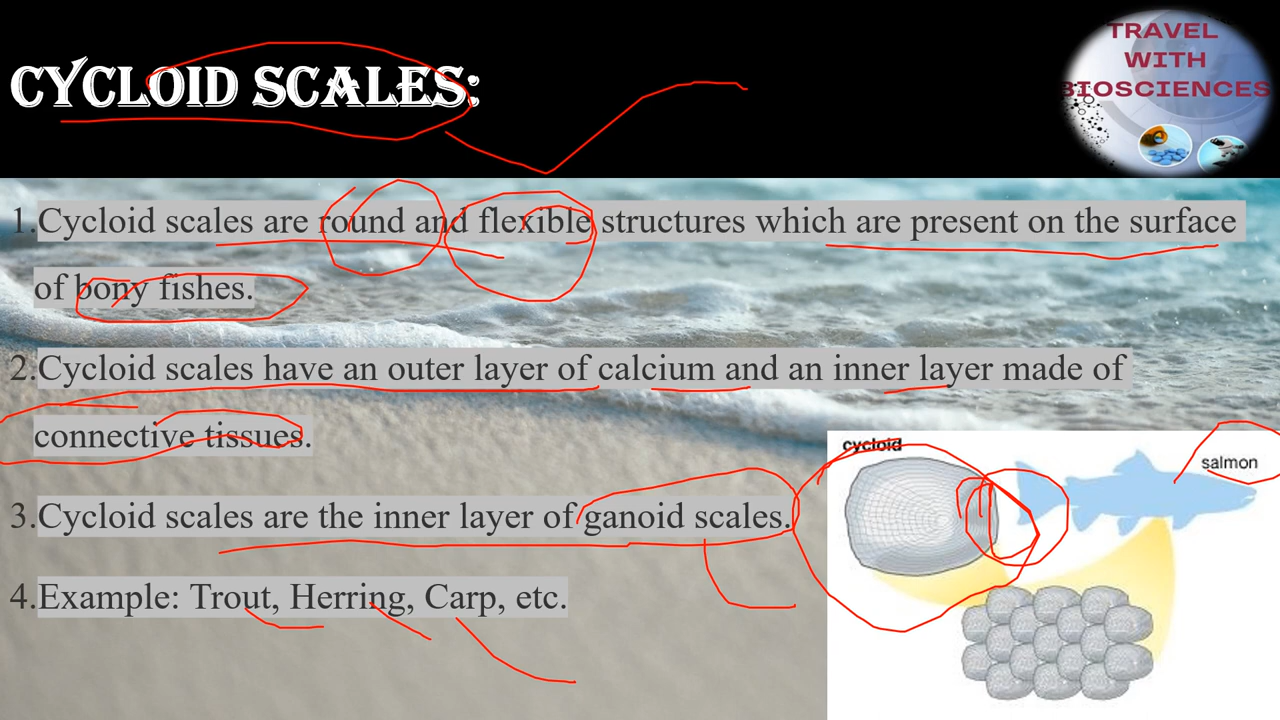 CYCLOID SCALES:
TRAVEL
WITH
BIOSCIENCES
1.Cycloid scales are round and flexible structures which are present on the surface
of bony fishes.
2.Cycloid scales have an outer layer of calcium and an inner layer made of
connective tissues.
3.Cycloid scales are the inner layer of ganoid scales.
4.Example: Trout, Herring, Carp, etc.
cycloid
salmon